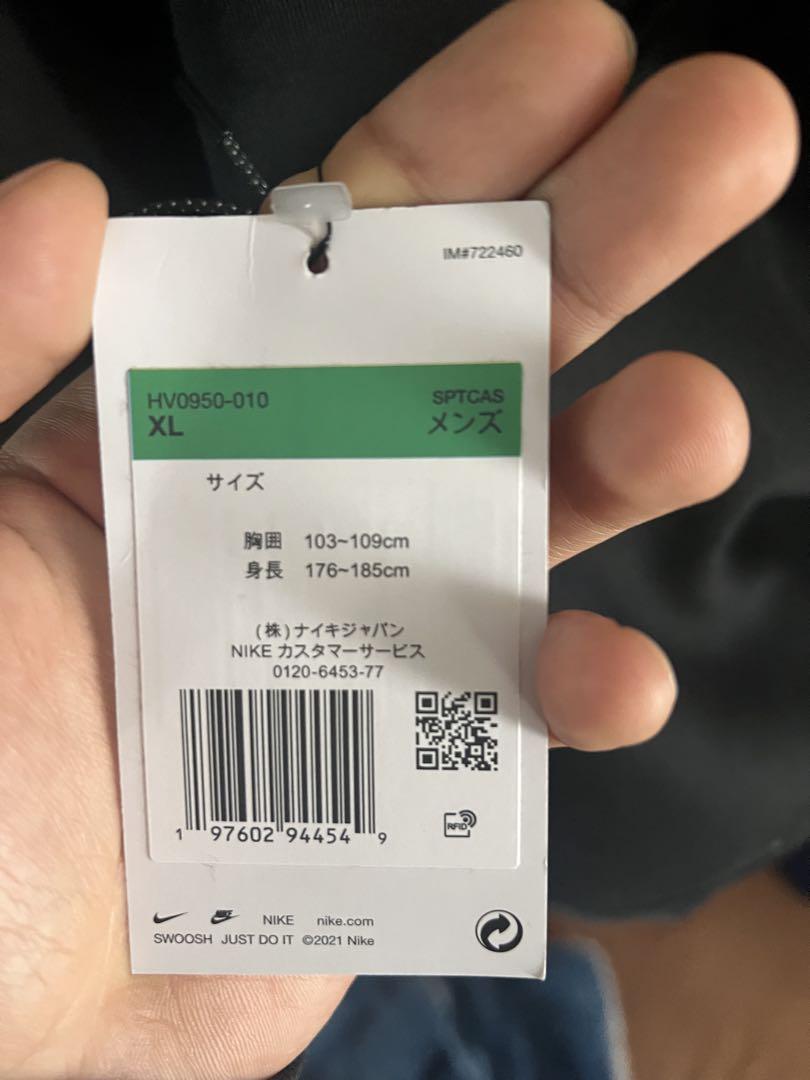 IM#722460
HV0950-010 SPTCAS
XL メンズ
サイズ
胸囲 103~109cm
身長 176~185cm
(株)ナイキジャパン
NIKE カスタマーサービス
0120-6453-77
1 97602 94454 9
RFID
NIKE nike.com
SWOOSH JUST DO IT ©2021 Nike